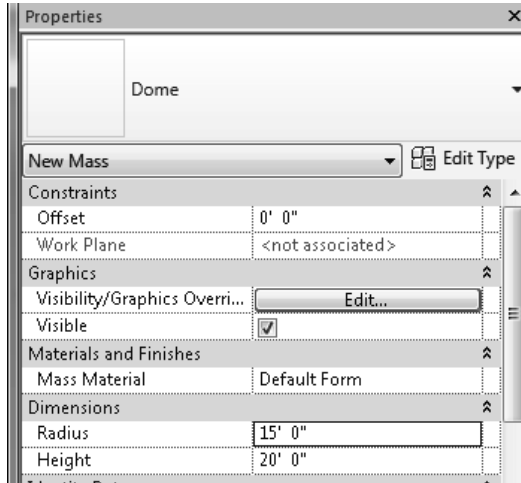 Properties
Dome
New Mass Edit Type
Constraints
Offset 0' 0"
Work Plane <not associated>
Graphics
Visibility/Graphics Overri... Edit...
Visible
Materials and Finishes
Mass Material Default Form
Dimensions
Radius 15' 0"
Height 20' 0"